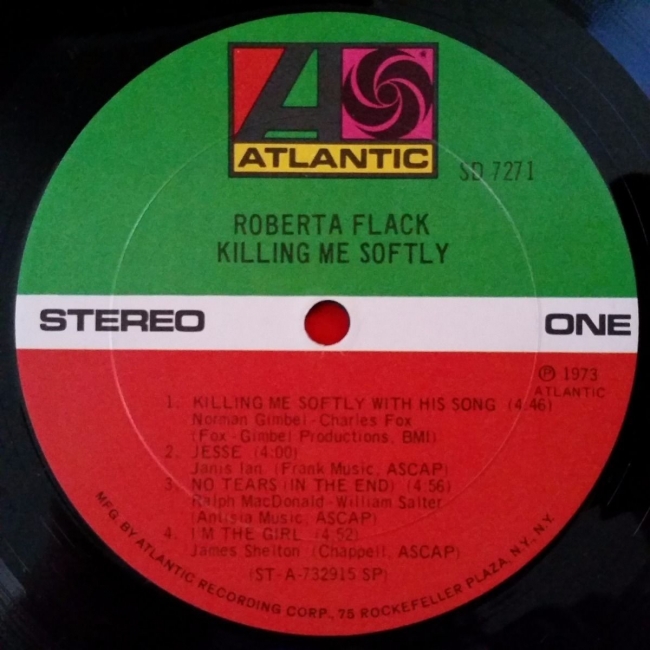 ATLANTIC
SD 7271
ROBERTA FLACK
KILLING ME SOFTLY
STEREO
ONE
Ⓟ 1973
ATLANTIC
1. KILLING ME SOFTLY WITH HIS SONG (4:46)
Norman Gimbel-Charles Fox
(Fox-Gimbel Productions, BMI)
2. JESSE (4:00)
Janis Ian, (Frank Music, ASCAP)
3. NO TEARS (IN THE END) (4:56)
Ralph MacDonald-William Salter
(Antisia Music, ASCAP)
4. I'M THE GIRL (4:52)
James Shelton (Chappell, ASCAP)
(ST-A-732915 SP)
MFG. BY ATLANTIC RECORDING CORP., 75 ROCKEFELLER PLAZA, N.Y., N.Y.